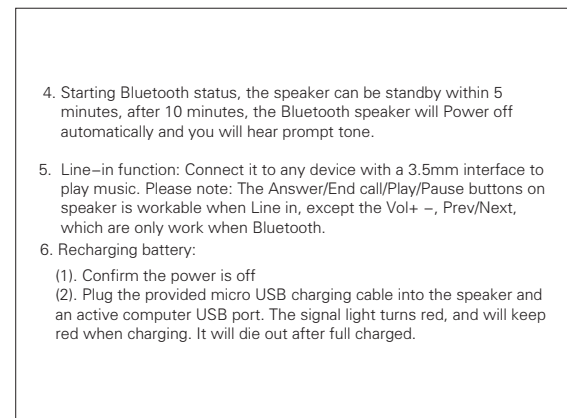 4. Starting Bluetooth status, the speaker can be standby within 5
minutes, after 10 minutes, the Bluetooth speaker will Power off
automatically and you will hear prompt tone.
5. Line–in function: Connect it to any device with a 3.5mm interface to
play music. Please note: The Answer/End call/Play/Pause buttons on
speaker is workable when Line in, except the Vol+ –, Prev/Next,
which are only work when Bluetooth.
6. Recharging battery:
(1). Confirm the power is off
(2). Plug the provided micro USB charging cable into the speaker and
an active computer USB port. The signal light turns red, and will keep
red when charging. It will die out after full charged.